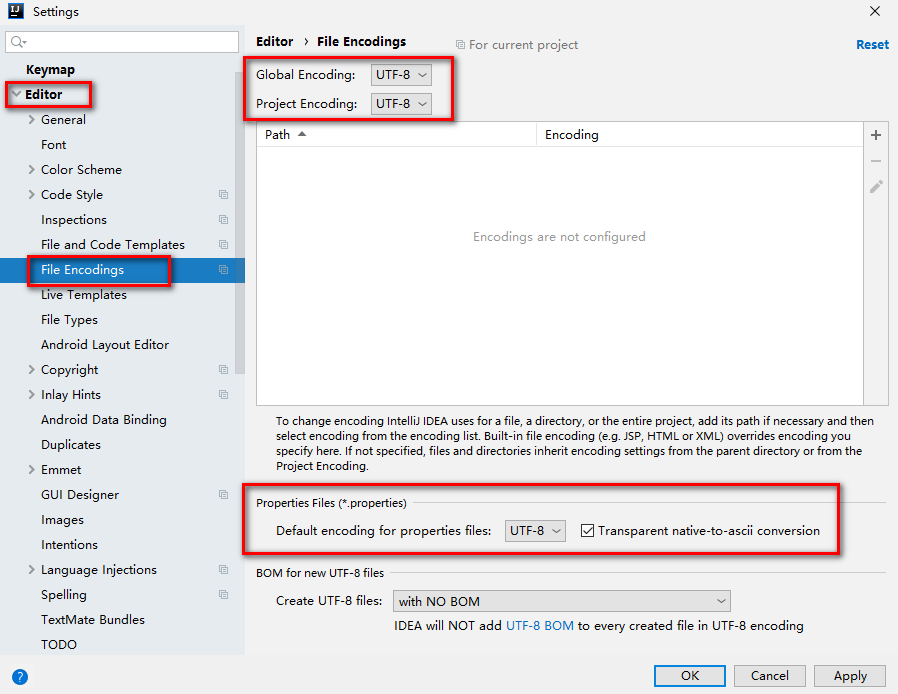 Settings
Keymap
Editor
General
Font
Color Scheme
Code Style
Inspections
File and Code Templates
File Encodings
Live Templates
File Types
Android Layout Editor
Copyright
Inlay Hints
Android Data Binding
Duplicates
Emmet
GUI Designer
Images
Intentions
Language Injections
Spelling
TextMate Bundles
TODO
Editor › File Encodings
For current project
Reset
Global Encoding: UTF-8
Project Encoding: UTF-8
Path Encoding
Encodings are not configured
To change encoding IntelliJ IDEA uses for a file, a directory, or the entire project, add its path if necessary and then
select encoding from the encoding list. Built-in file encoding (e.g. JSP, HTML or XML) overrides encoding you
specify here. If not specified, files and directories inherit encoding settings from the parent directory or from the
Project Encoding.
Properties Files (*.properties)
Default encoding for properties files: UTF-8 Transparent native-to-ascii conversion
BOM for new UTF-8 files
Create UTF-8 files: with NO BOM
IDEA will NOT add UTF-8 BOM to every created file in UTF-8 encoding
?
OK Cancel Apply